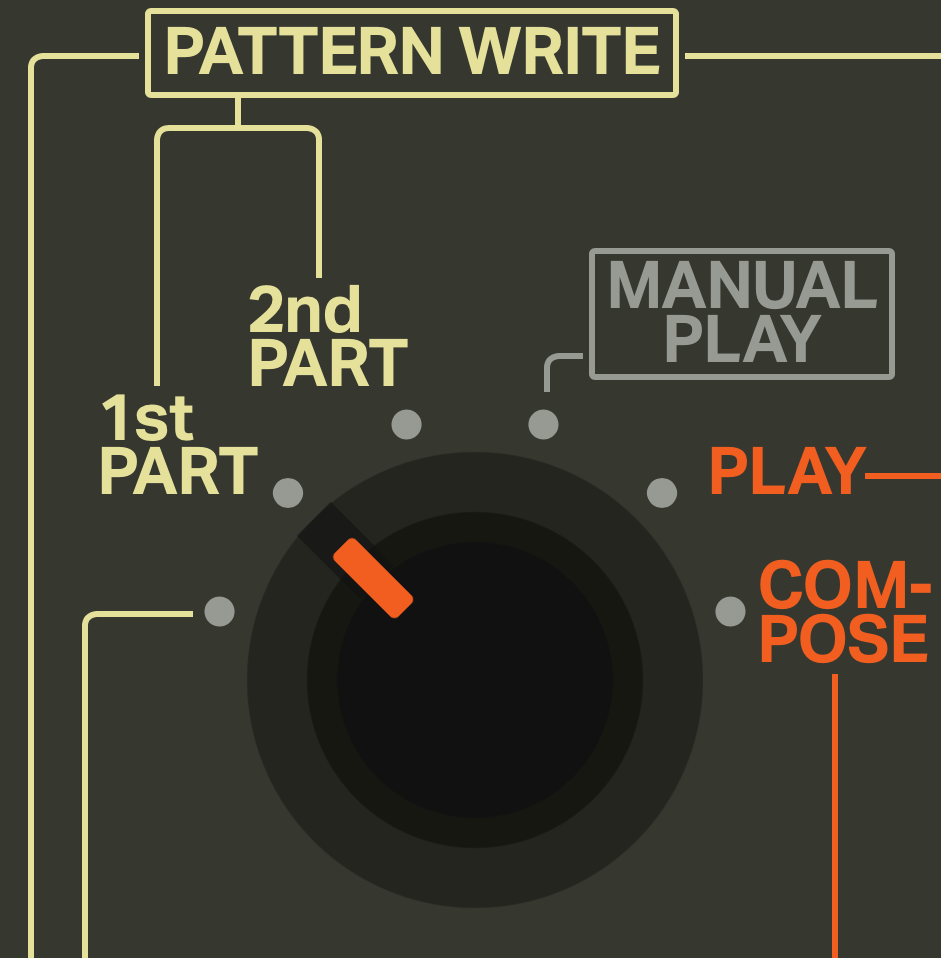 PATTERN WRITE
2nd
PART
1st
PART
MANUAL
PLAY
PLAY
COM-
POSE